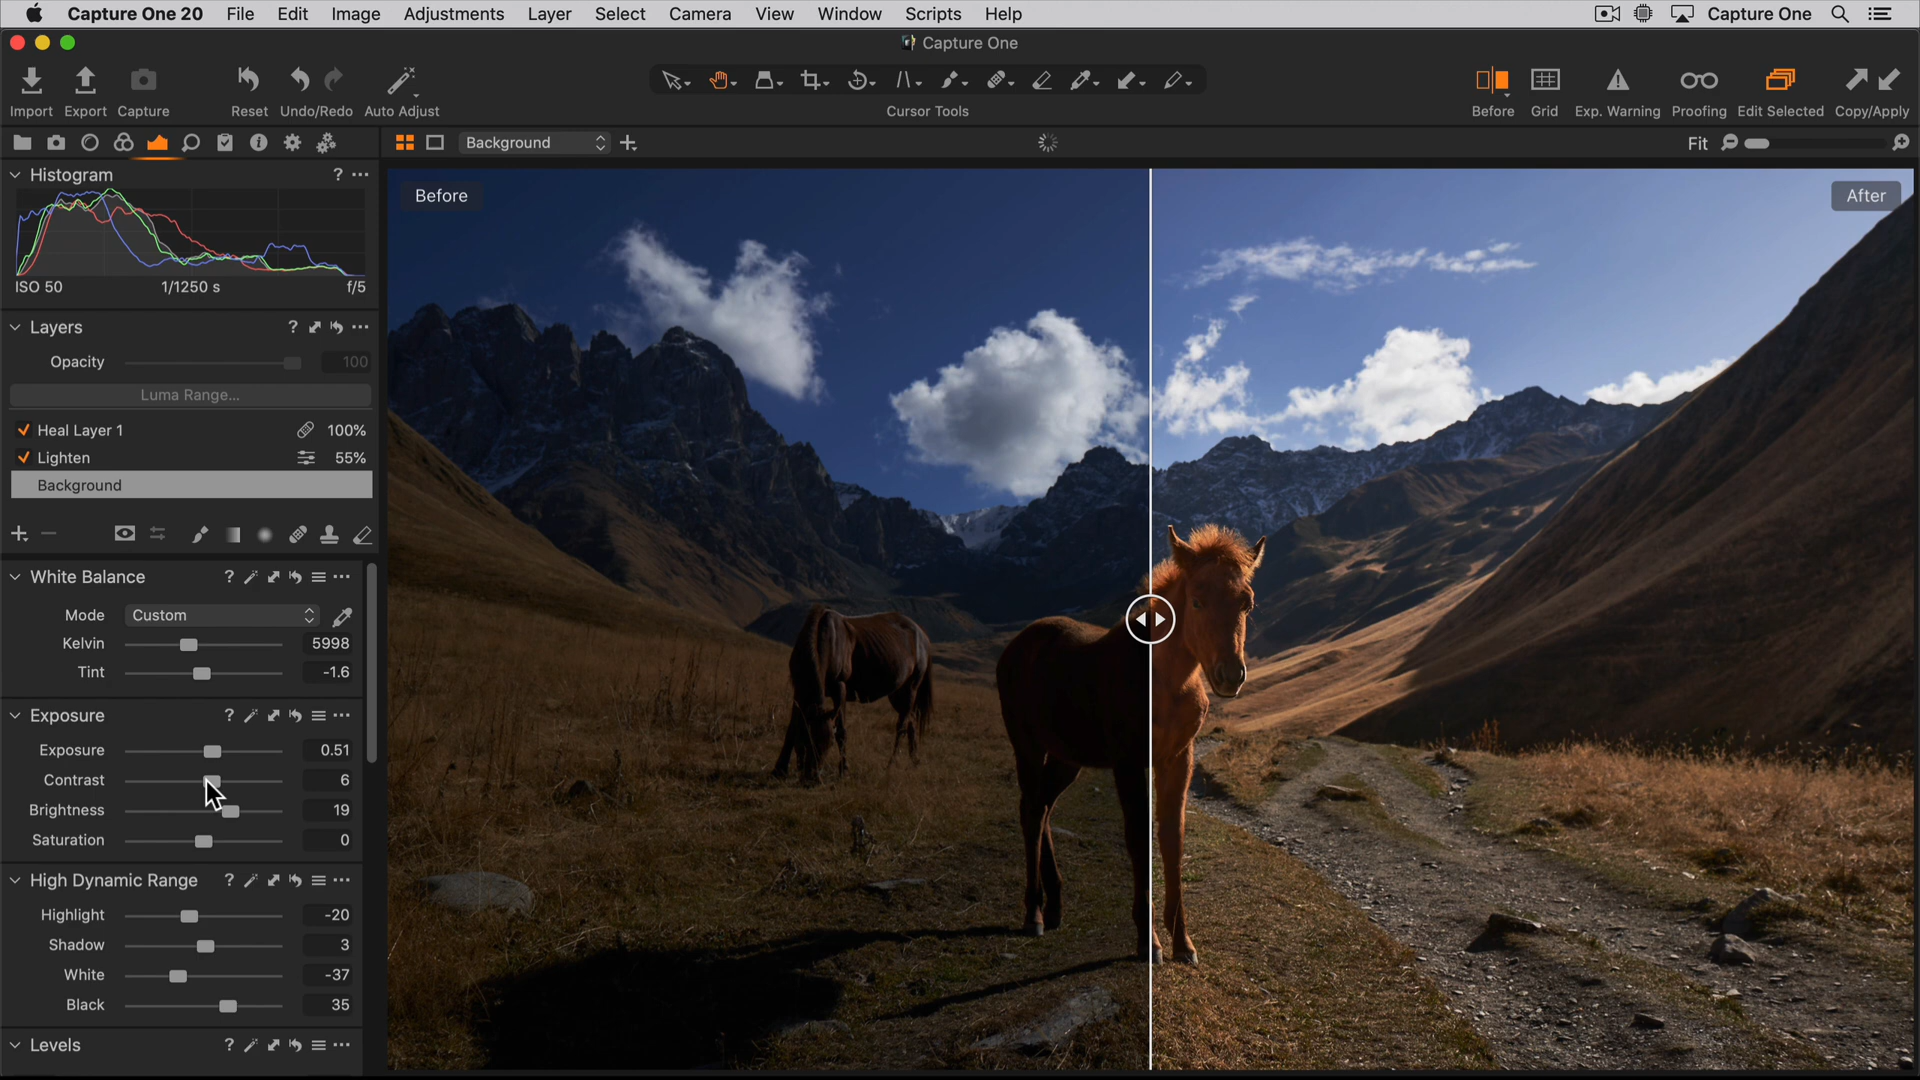 Capture One 20 File Edit Image Adjustments Layer Select Camera View Window Scripts Help Capture One
Capture One
Import Export Capture Reset Undo/Redo Auto Adjust Cursor Tools Before Grid Exp. Warning Proofing Edit Selected Copy/Apply
Background Fit
Histogram ?
ISO 50 1/1250 s f/5
Layers ?
Opacity 100
Luma Range...
Heal Layer 1 100%
Lighten 55%
Background
White Balance ?
Mode Custom
Kelvin 5998
Tint -1.6
Exposure ?
Exposure 0.51
Contrast 6
Brightness 19
Saturation 0
High Dynamic Range ?
Highlight -20
Shadow 3
White -37
Black 35
Levels ?
Before
After